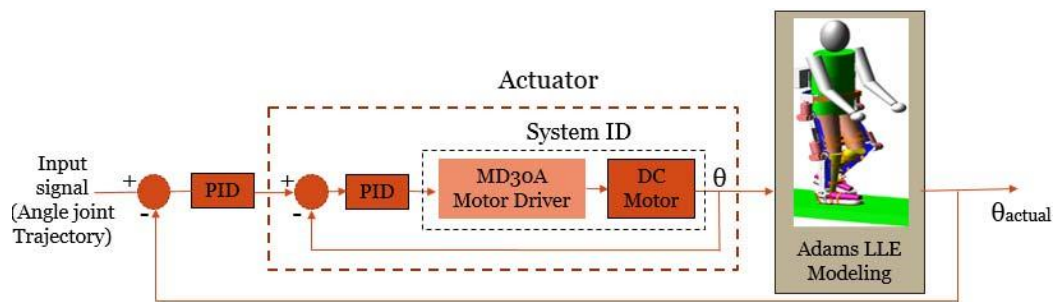 Actuator
System ID
Input
signal
(Angle joint
Trajectory)
+
-
PID
+
-
PID
MD30A
Motor Driver
DC
Motor
θ
Adams LLE
Modeling
θactual